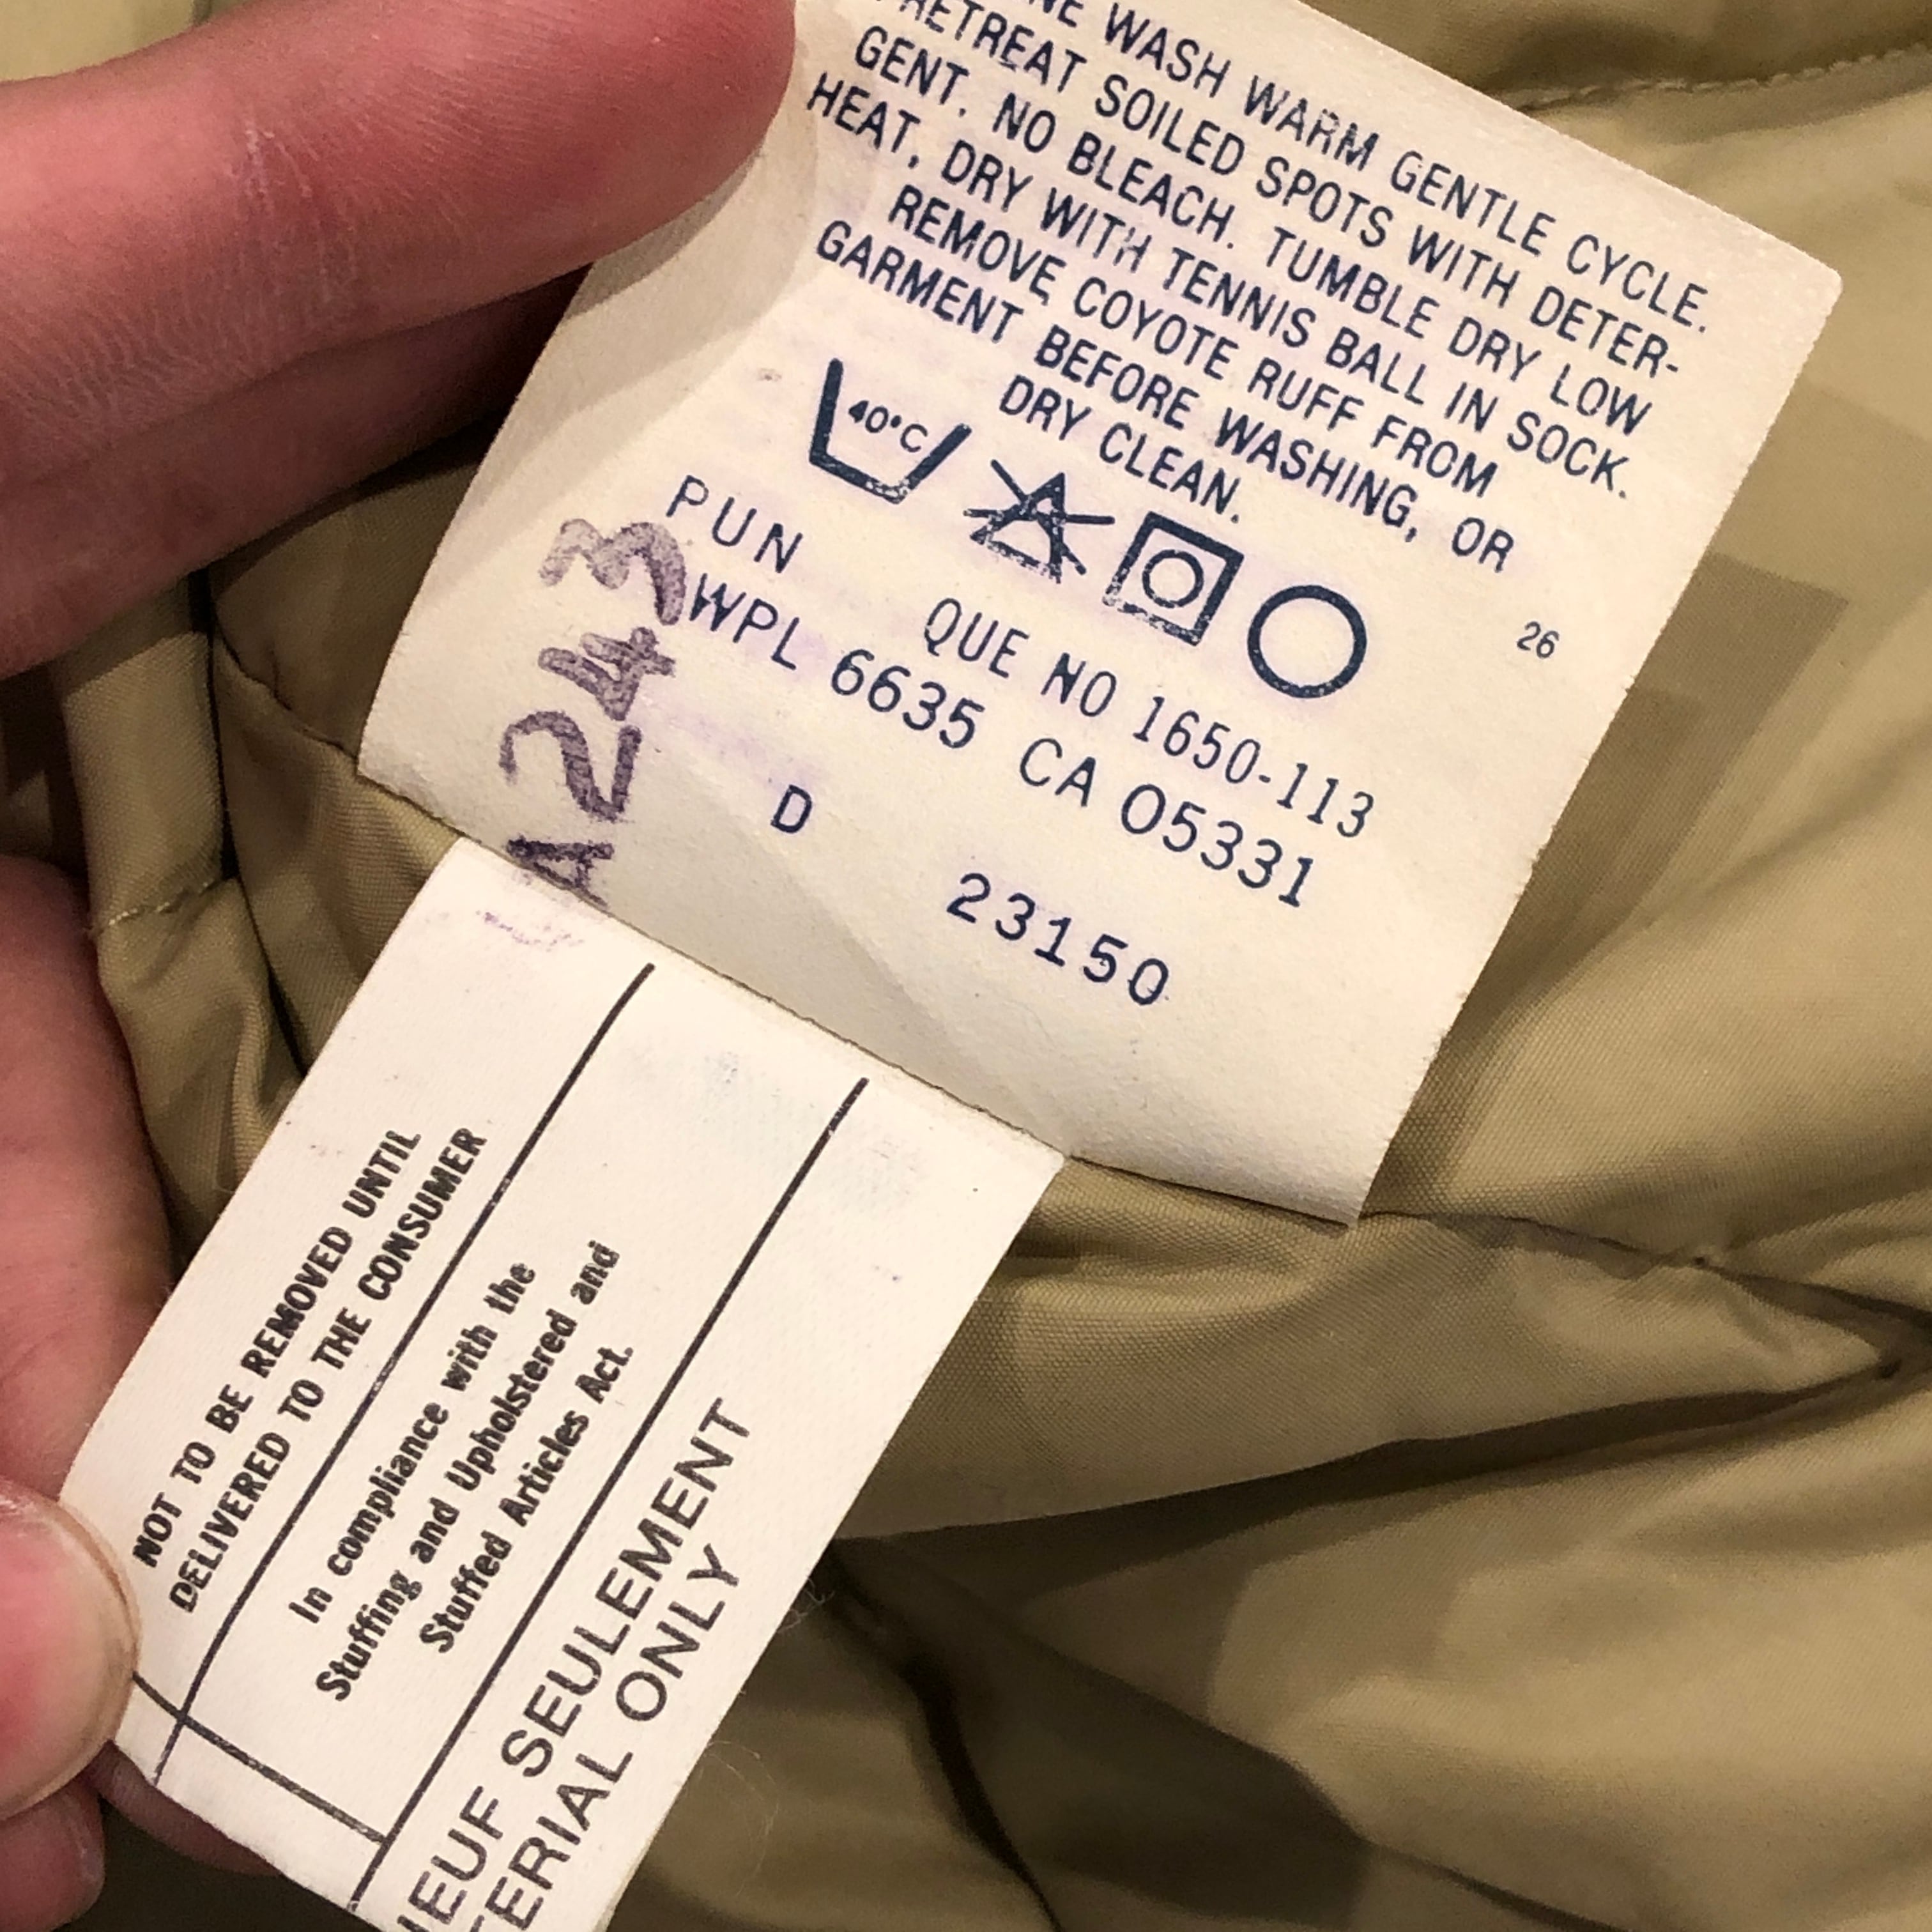 WASH WARM GENTLE CYCLE.
PRETREAT SOILED SPOTS WITH DETER-
GENT. NO BLEACH. TUMBLE DRY LOW
HEAT, DRY WITH TENNIS BALL IN SOCK.
REMOVE COYOTE RUFF FROM
GARMENT BEFORE WASHING, OR
DRY CLEAN.
40°C
26
PUN QUE NO 1650-113
WPL 6635 CA 05331
D 23150
A243
NOT TO BE REMOVED UNTIL
DELIVERED TO THE CONSUMER
In compliance with the
Stuffing and Upholstered and
Stuffed Articles Act.
SEULEMENT
ONLY